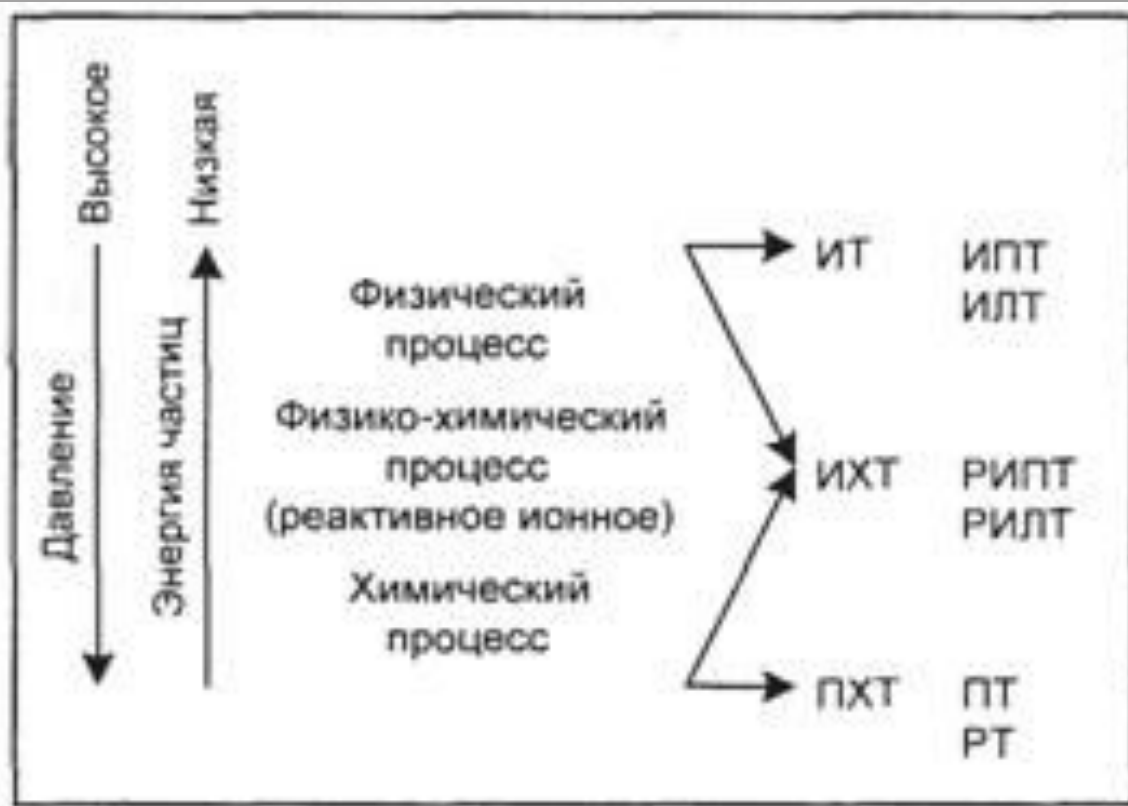 Высокое
Давление
Низкая
Энергия частиц
Физический
процесс
Физико-химический
процесс
(реактивное ионное)
Химический
процесс
ИТ ИПТ
ИЛТ
ИХТ РИПТ
РИЛТ
ПХТ ПТ
РТ